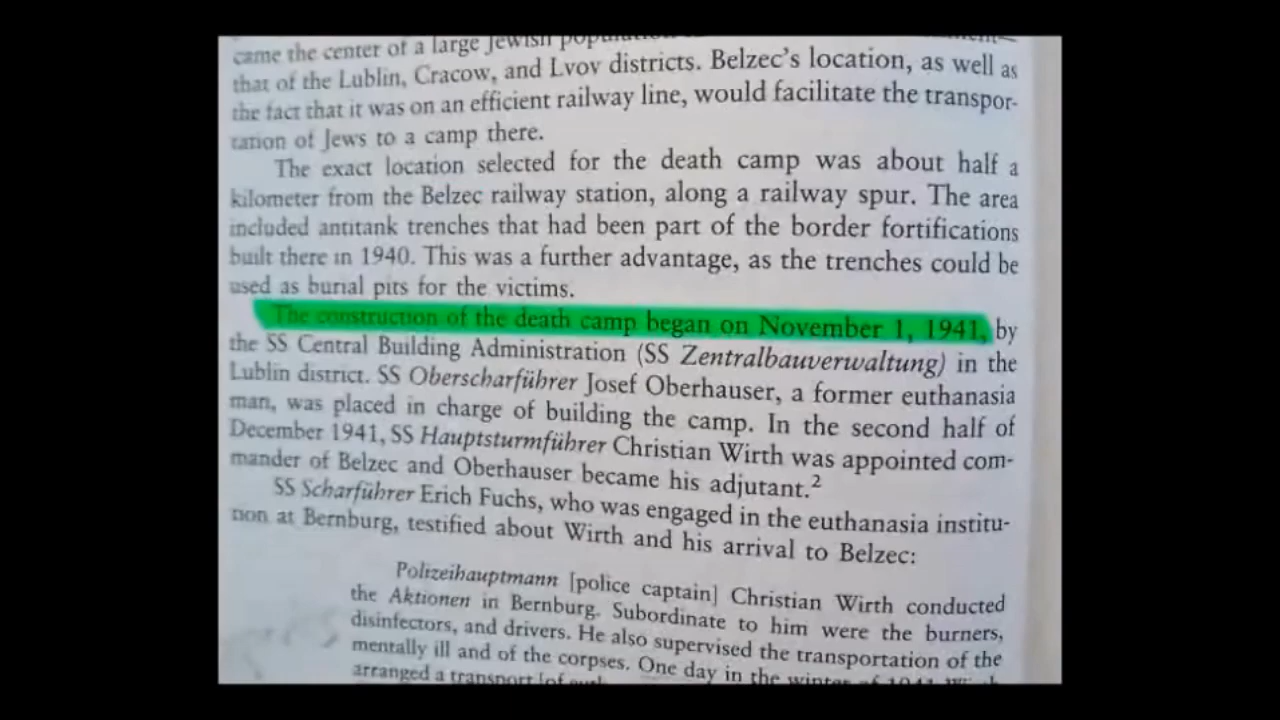 came the center of a large Jewish
that of the Lublin, Cracow, and Lvov districts. Belzec's location, as well as
the fact that it was on an efficient railway line, would facilitate the transpor-
tation of Jews to a camp there.
The exact location selected for the death camp was about half a
kilometer from the Belzec railway station, along a railway spur. The area
included antitank trenches that had been part of the border fortifications
built there in 1940. This was a further advantage, as the trenches could be
used as burial pits for the victims.
The construction of the death camp began on November 1, 1941, by
the SS Central Building Administration (SS Zentralbauverwaltung) in the
Lublin district. SS Oberscharführer Josef Oberhauser, a former euthanasia
man, was placed in charge of building the camp. In the second half of
December 1941, SS Hauptsturmführer Christian Wirth was appointed com-
mander of Belzec and Oberhauser became his adjutant.2
SS Scharführer Erich Fuchs, who was engaged in the euthanasia institu-
tion at Bernburg, testified about Wirth and his arrival to Belzec:
Polizeihauptmann [police captain] Christian Wirth conducted
the Aktionen in Bernburg. Subordinate to him were the burners,
disinfectors, and drivers. He also supervised the transportation of the
mentally ill and of the corpses. One day in the winter of 1941 Wirth
arranged a transport [of